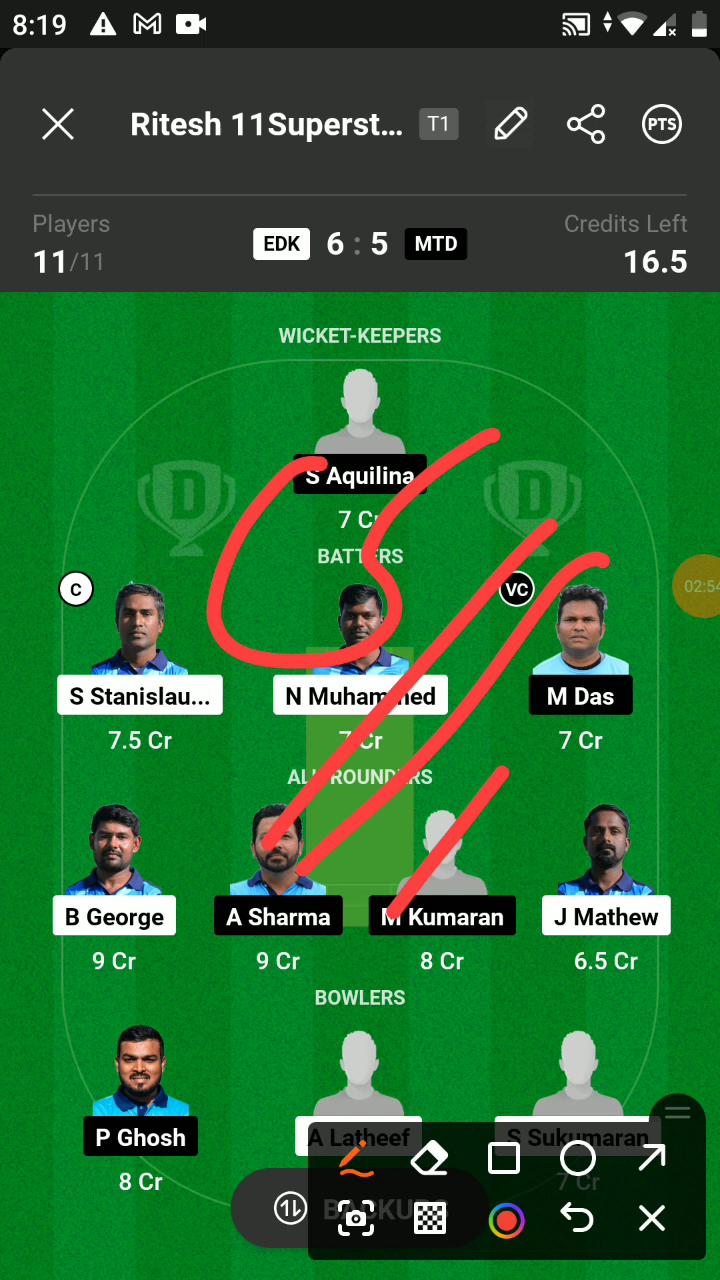 8:19
Ritesh 11Superst... T1 PTS
Players Credits Left
11/11 EDK 6 : 5 MTD 16.5
WICKET-KEEPERS
S Aquilina
7 Cr
BATTERS
C VC
S Stanislau... N Muhammed M Das
7.5 Cr 7 Cr 7 Cr
ALL-ROUNDERS
B George A Sharma M Kumaran J Mathew
9 Cr 9 Cr 8 Cr 6.5 Cr
BOWLERS
P Ghosh A Latheef S Sukumaran
8 Cr 7 Cr
BACKUPS
02:54